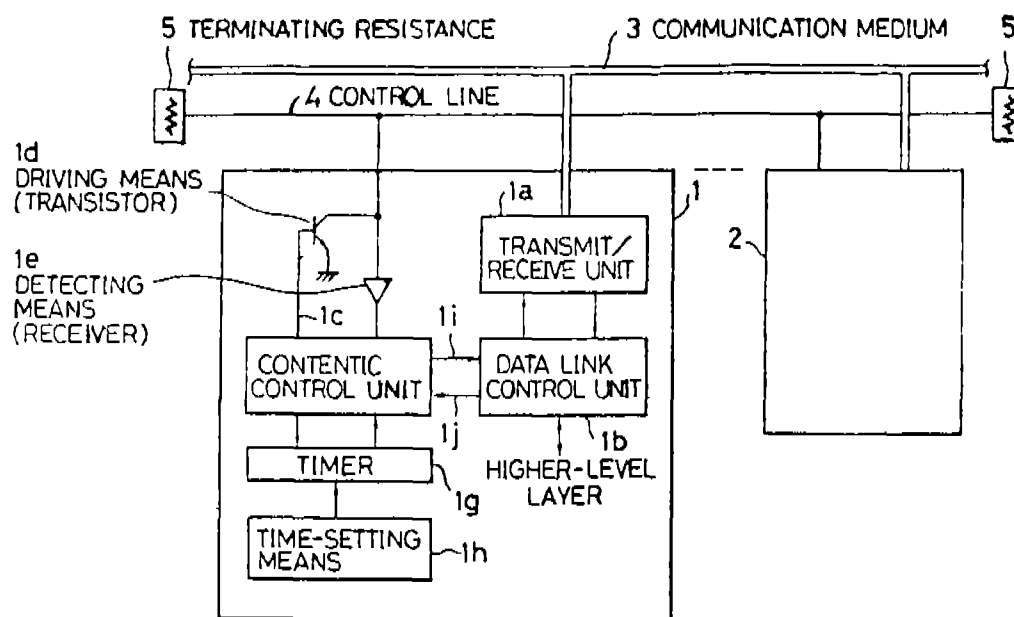 5 TERMINATING RESISTANCE
3 COMMUNICATION MEDIUM
5
4 CONTROL LINE
1d
DRIVING MEANS
(TRANSISTOR)
1a
TRANSMIT/
RECEIVE UNIT
1
2
1e
DETECTING
MEANS
(RECEIVER)
1c
1i
CONTENTIC
CONTROL UNIT
DATA LINK
CONTROL UNIT
1j
1b
TIMER
1g
HIGHER-LEVEL
LAYER
TIME-SETTING
MEANS
1h